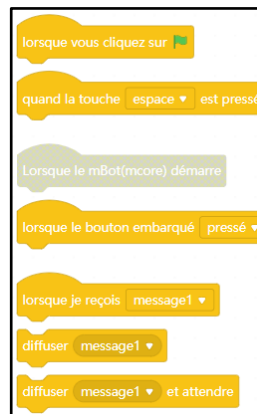 lorsque vous cliquez sur
quand la touche espace est pressé
Lorsque le mBot(mcore) démarre
lorsque le bouton embarqué pressé
lorsque je reçois message1
diffuser message1
diffuser message1 et attendre